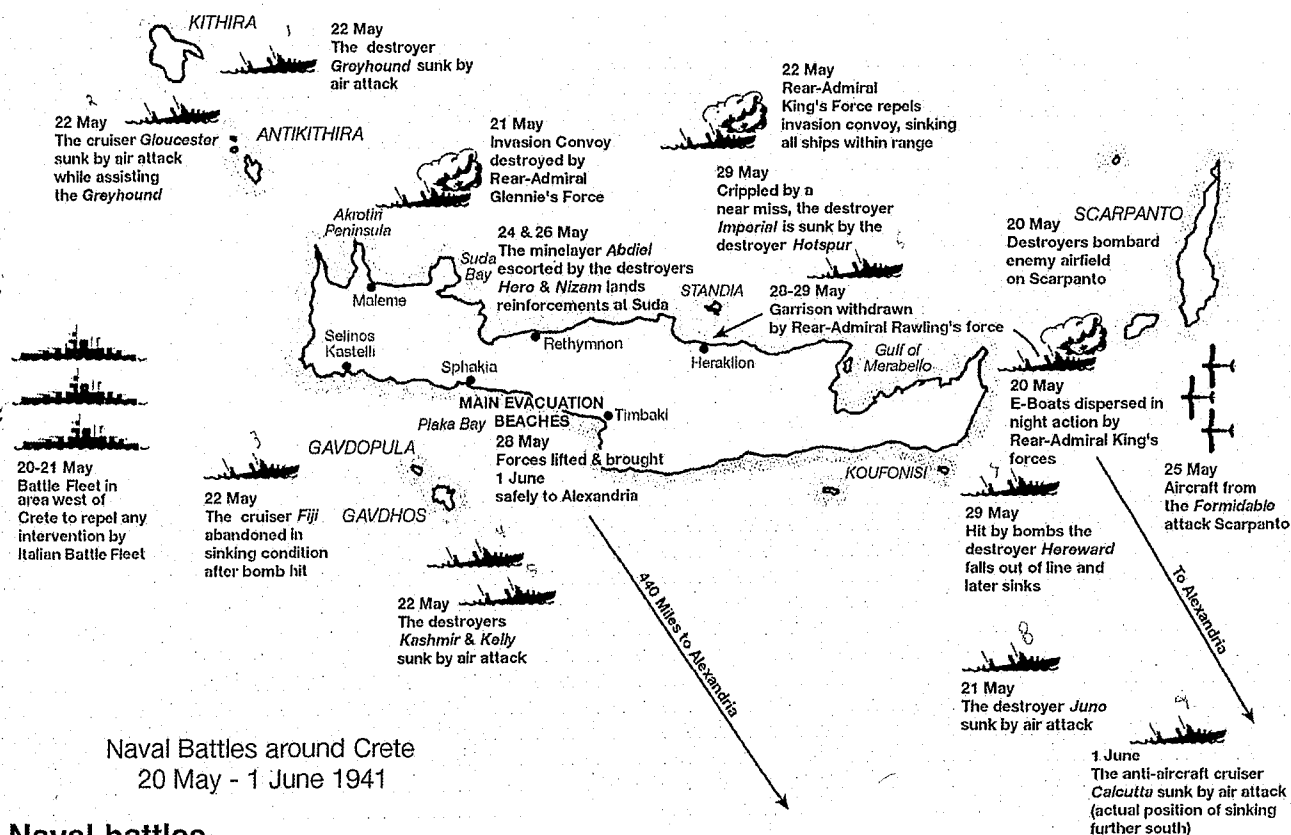 KITHIRA
1
22 May
The destroyer
Greyhound sunk by
air attack
2
22 May
The cruiser Gloucester
sunk by air attack
while assisting
the Greyhound
ANTIKITHIRA
21 May
Invasion Convoy
destroyed by
Rear-Admiral
Glennie's Force
22 May
Rear-Admiral
King's Force repels
invasion convoy, sinking
all ships within range
29 May
Crippled by a
near miss, the destroyer
Imperial is sunk by the
destroyer Hotspur
6
20 May
Destroyers bombard
enemy airfield
on Scarpanto
SCARPANTO
Akrotiri
Peninsula
Suda
Bay
24 & 26 May
The minelayer Abdiel
escorted by the destroyers
Hero & Nizam lands
reinforcements at Suda
STANDIA
28-29 May
Garrison withdrawn
by Rear-Admiral Rawling's force
Maleme
Selinos
Kastelli
Sphakia
Rethymnon
Heraklion
Gulf of
Merabello
20 May
E-Boats dispersed in
night action by
Rear-Admiral King's
forces
25 May
Aircraft from
the Formidable
attack Scarpanto
MAIN EVACUATION
BEACHES
Plaka Bay
Timbaki
28 May
Forces lifted & brought
1 June
safely to Alexandria
20-21 May
Battle Fleet in
area west of
Crete to repel any
intervention by
Italian Battle Fleet
3
22 May
The cruiser Fiji
abandoned in
sinking condition
after bomb hit
GAVDOPULA
GAVDHOS
KOUFONISI
4
5
22 May
The destroyers
Kashmir & Kelly
sunk by air attack
7
29 May
Hit by bombs the
destroyer Hereward
falls out of line and
later sinks
440 Miles to Alexandria
To Alexandria
8
21 May
The destroyer Juno
sunk by air attack
9
1 June
The anti-aircraft cruiser
Calcutta sunk by air attack
(actual position of sinking
further south)
Naval Battles around Crete
20 May - 1 June 1941
Naval battles